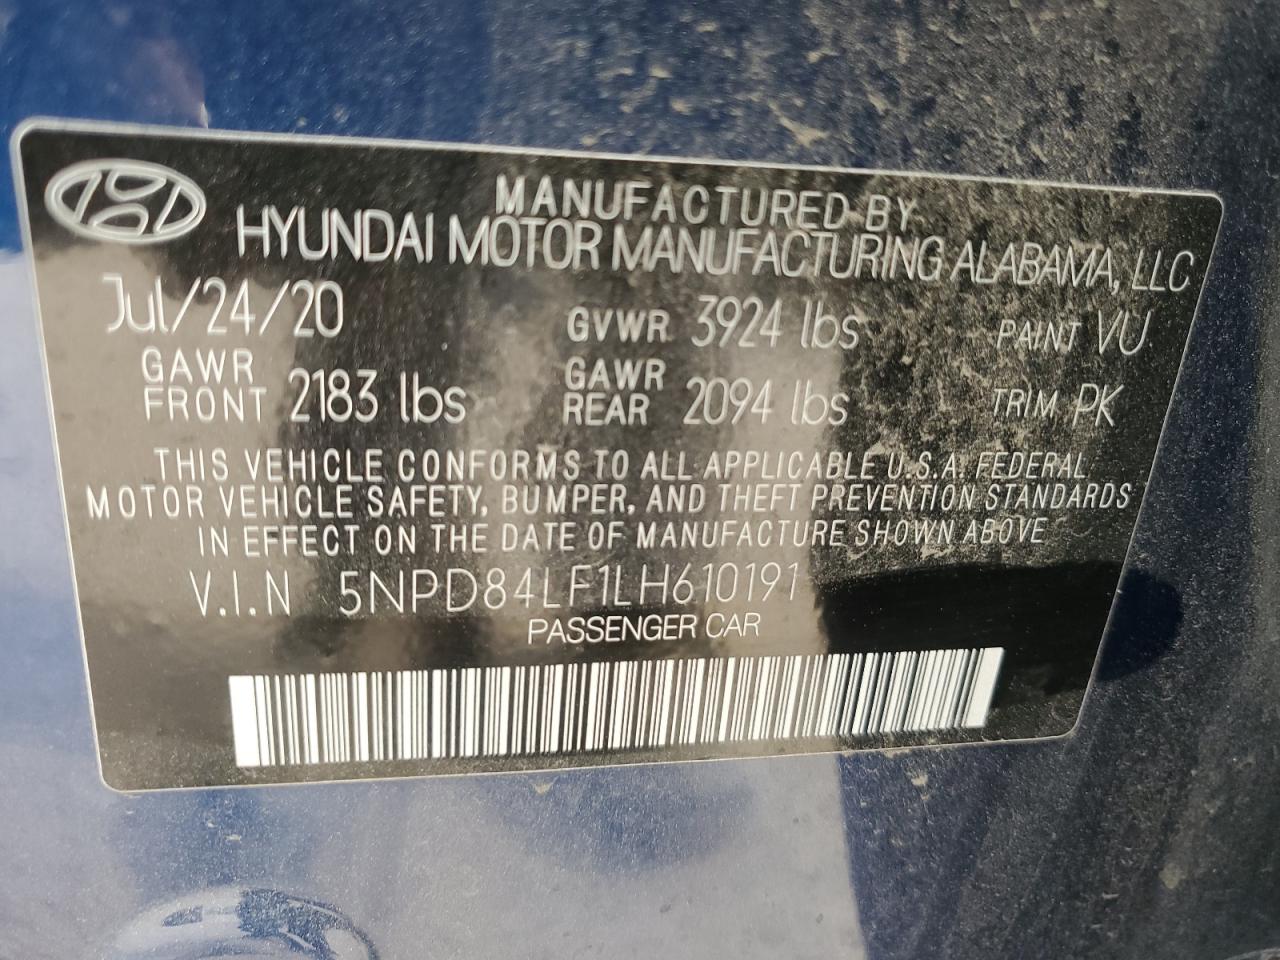 MANUFACTURED BY
HYUNDAI MOTOR MANUFACTURING ALABAMA, LLC
Jul/24/20 GVWR 3924 lbs PAINT VU
GAWR FRONT 2183 lbs GAWR REAR 2094 lbs TRIM PK
THIS VEHICLE CONFORMS TO ALL APPLICABLE U.S.A. FEDERAL
MOTOR VEHICLE SAFETY, BUMPER, AND THEFT PREVENTION STANDARDS
IN EFFECT ON THE DATE OF MANUFACTURE SHOWN ABOVE
V.I.N 5NPD84LF1LH610191
PASSENGER CAR